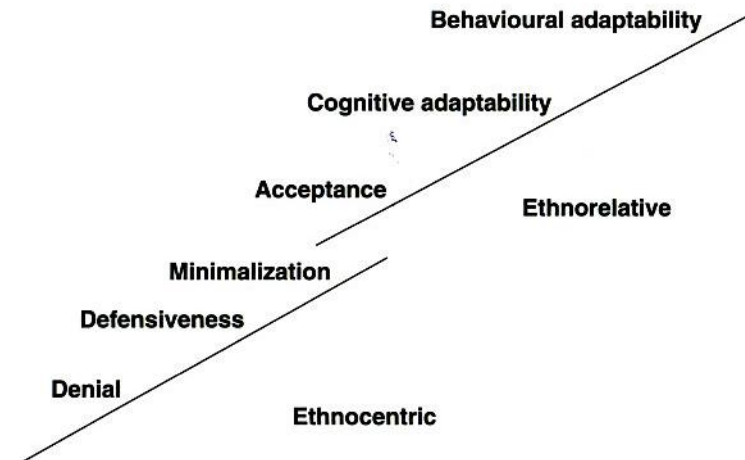 Behavioural adaptability
Cognitive adaptability
Acceptance
Ethnorelative
Minimalization
Defensiveness
Denial
Ethnocentric